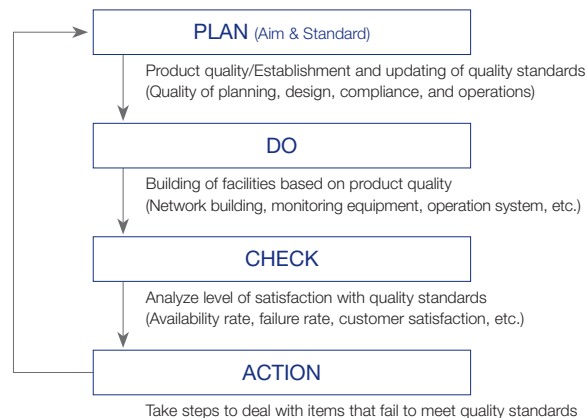 PLAN (Aim & Standard)
Product quality/Establishment and updating of quality standards
(Quality of planning, design, compliance, and operations)
DO
Building of facilities based on product quality
(Network building, monitoring equipment, operation system, etc.)
CHECK
Analyze level of satisfaction with quality standards
(Availability rate, failure rate, customer satisfaction, etc.)
ACTION
Take steps to deal with items that fail to meet quality standards